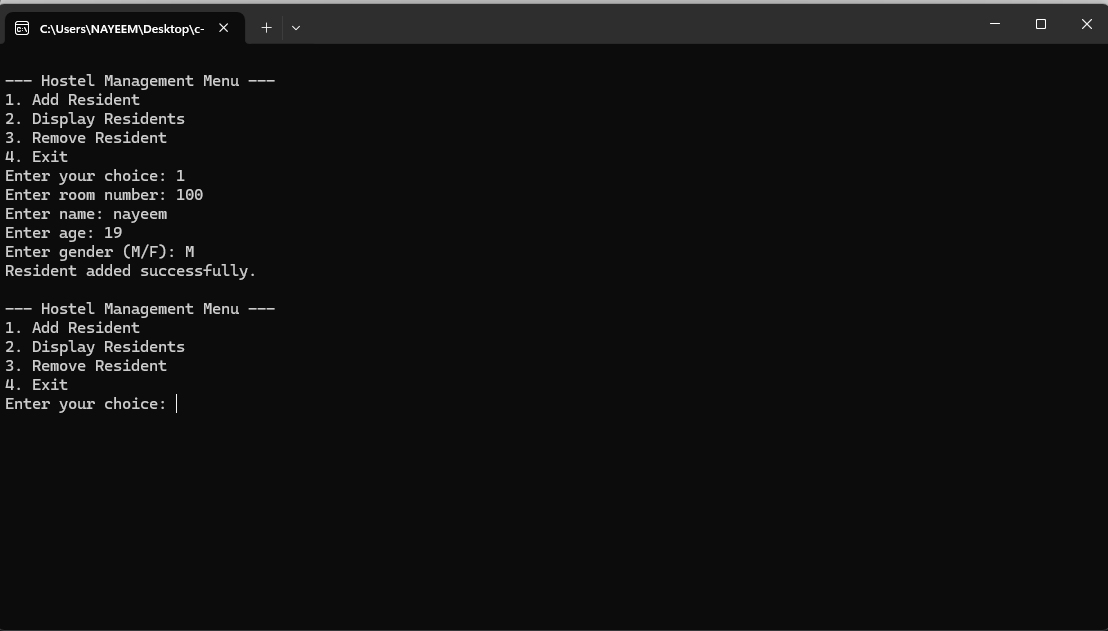 C:\Users\NAYEEM\Desktop\c-
--- Hostel Management Menu ---
1. Add Resident
2. Display Residents
3. Remove Resident
4. Exit
Enter your choice: 1
Enter room number: 100
Enter name: nayeem
Enter age: 19
Enter gender (M/F): M
Resident added successfully.
--- Hostel Management Menu ---
1. Add Resident
2. Display Residents
3. Remove Resident
4. Exit
Enter your choice: